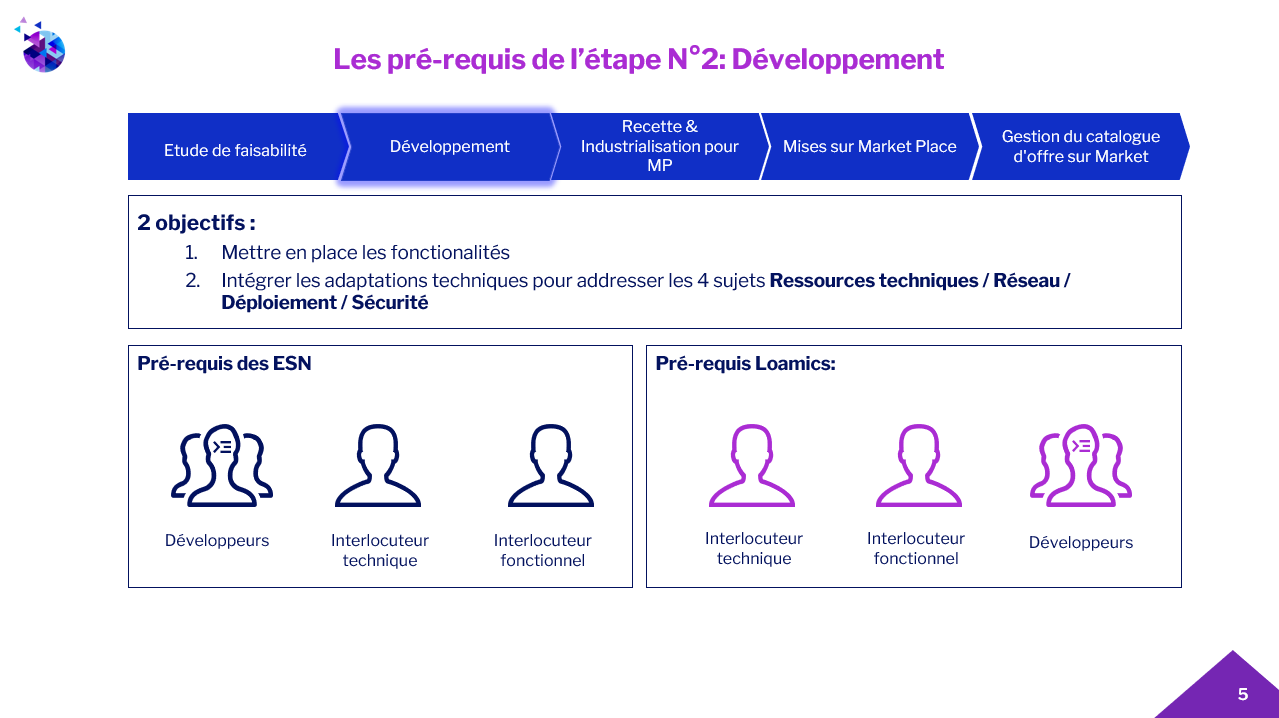 Les pré-requis de l’étape N°2: Développement
Etude de faisabilité
Développement
Recette &
Industrialisation pour
MP
Mises sur Market Place
Gestion du catalogue
d'offre sur Market
2 objectifs :
1. Mettre en place les fonctionalités
2. Intégrer les adaptations techniques pour addresser les 4 sujets Ressources techniques / Réseau /
Déploiement / Sécurité
Pré-requis des ESN
Développeurs
Interlocuteur
technique
Interlocuteur
fonctionnel
Pré-requis Loamics:
Interlocuteur
technique
Interlocuteur
fonctionnel
Développeurs
5